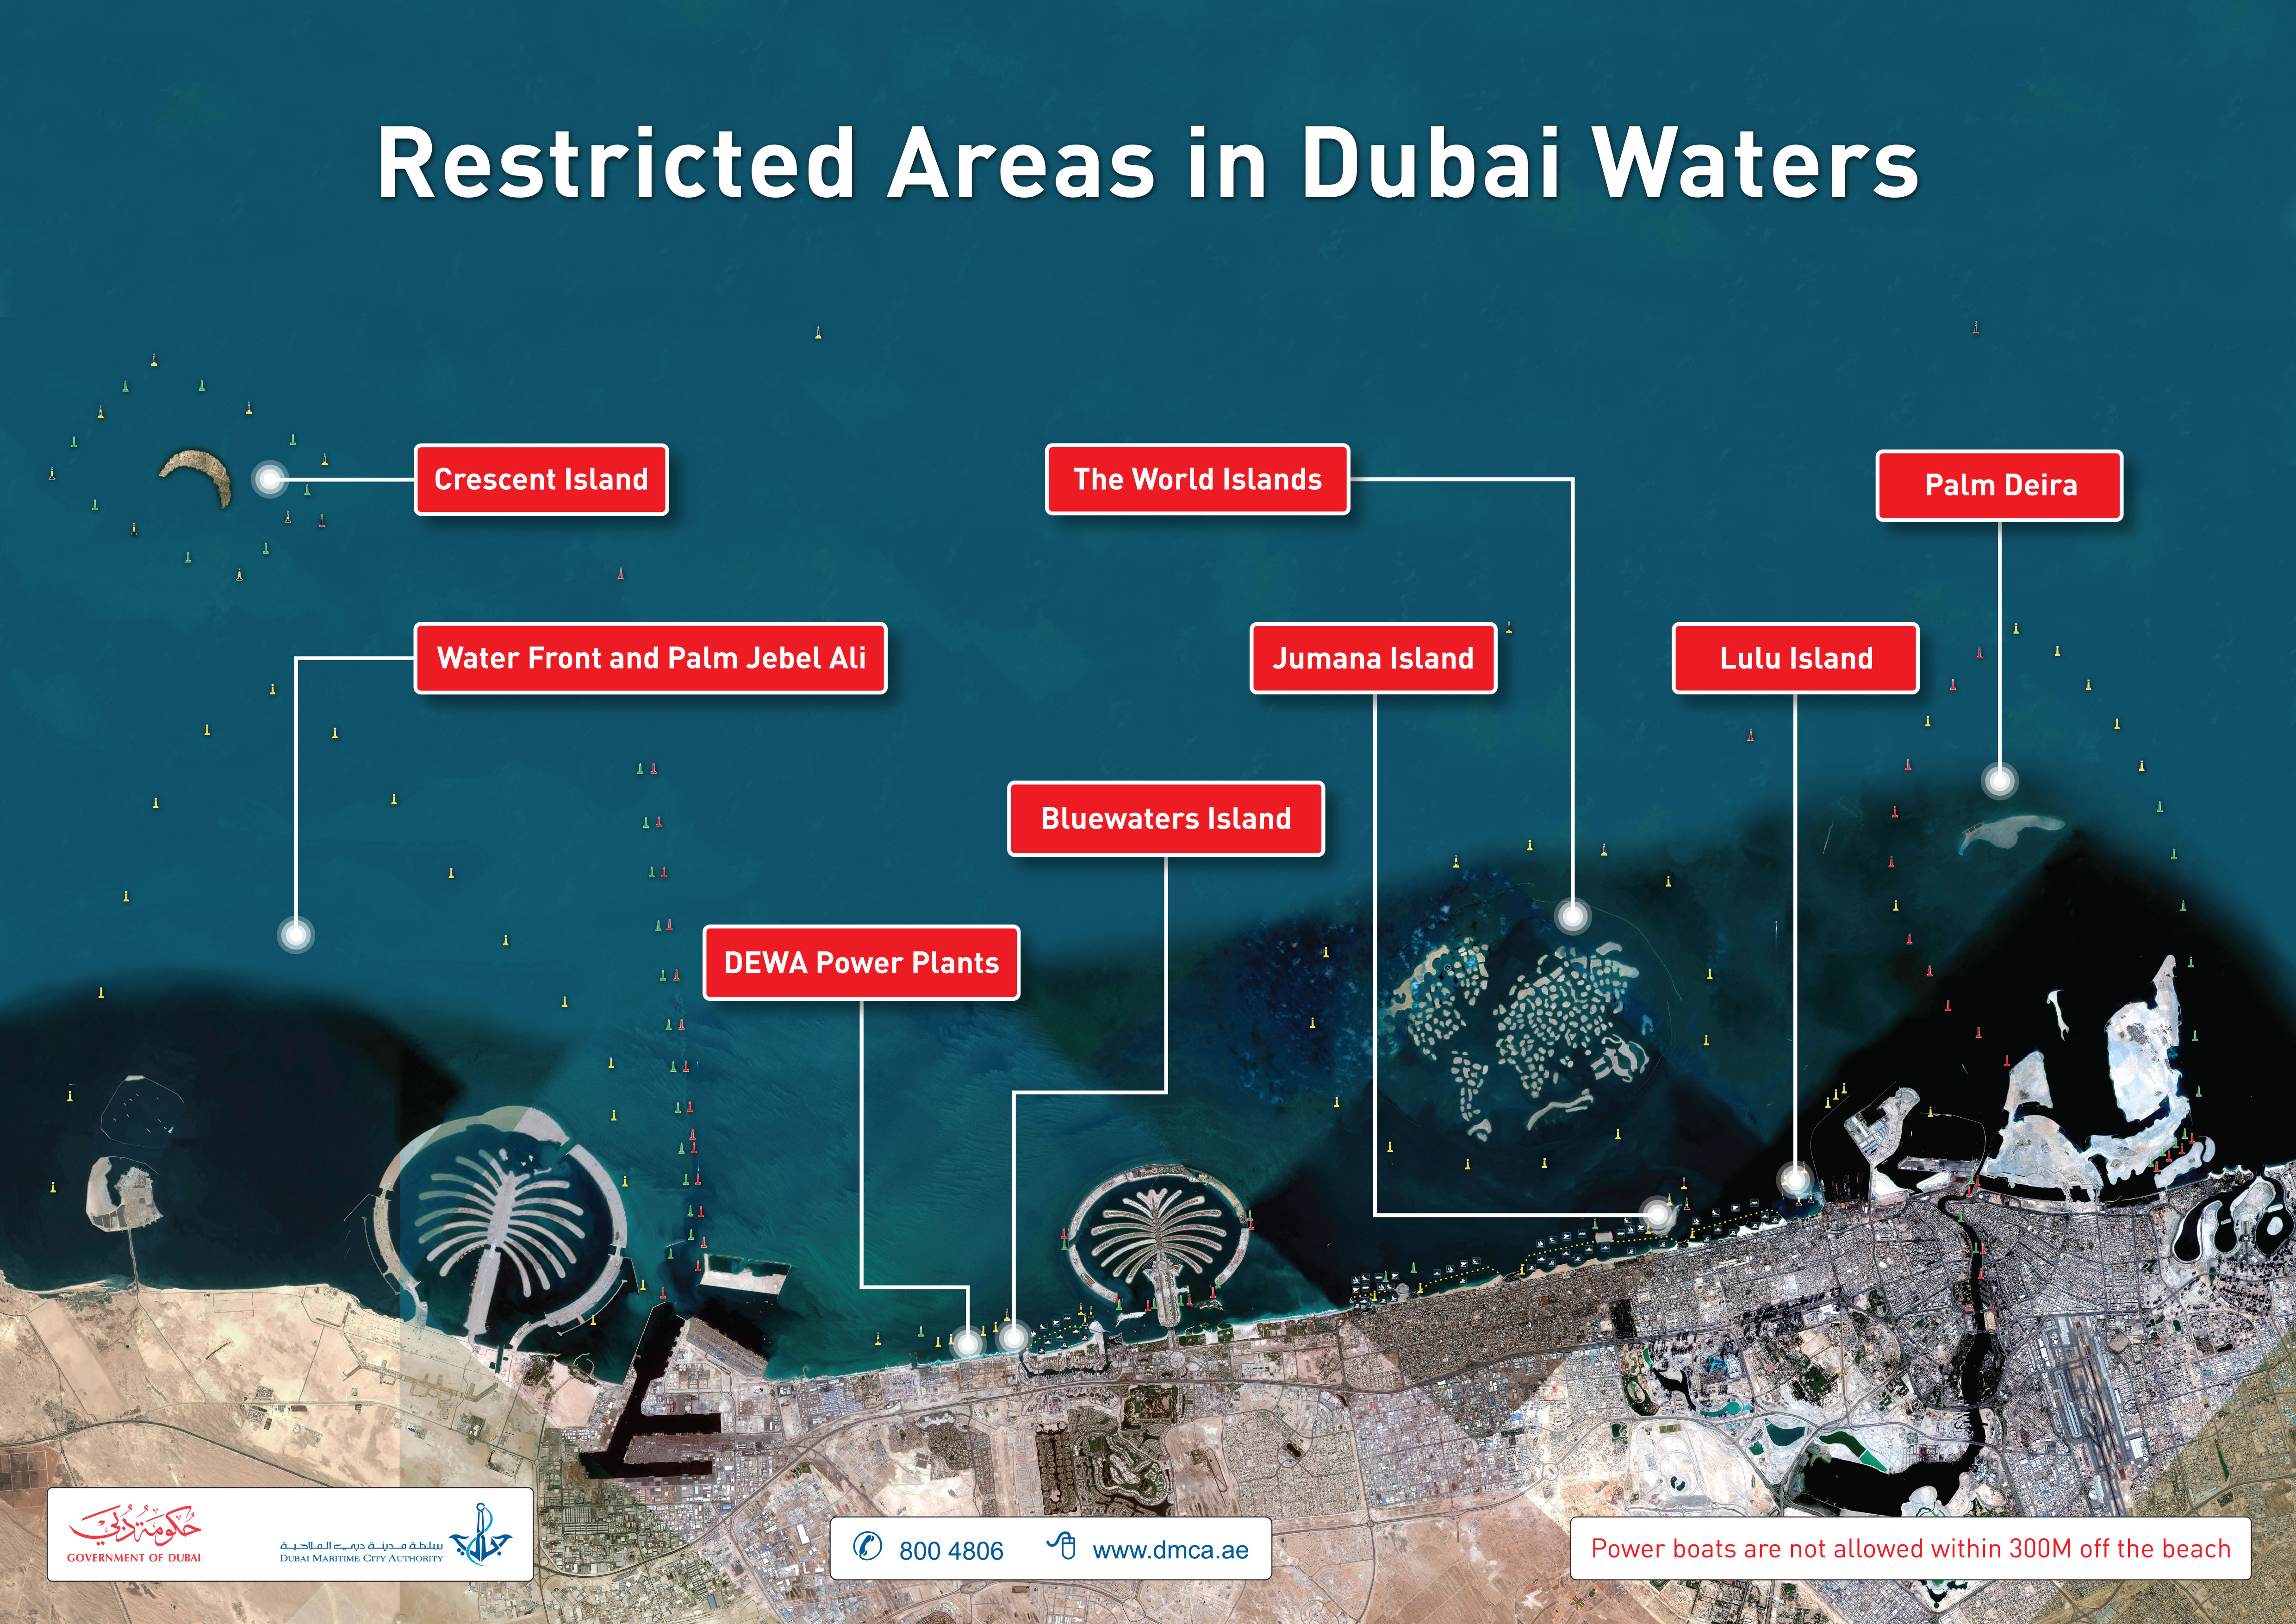 Restricted Areas in Dubai Waters
Crescent Island
The World Islands
Palm Deira
Water Front and Palm Jebel Ali
Jumana Island
Lulu Island
Bluewaters Island
DEWA Power Plants
حكومة دبي
GOVERNMENT OF DUBAI
سلطة مدينة دبي الملاحية
DUBAI MARITIME CITY AUTHORITY
800 4806
www.dmca.ae
Power boats are not allowed within 300M off the beach